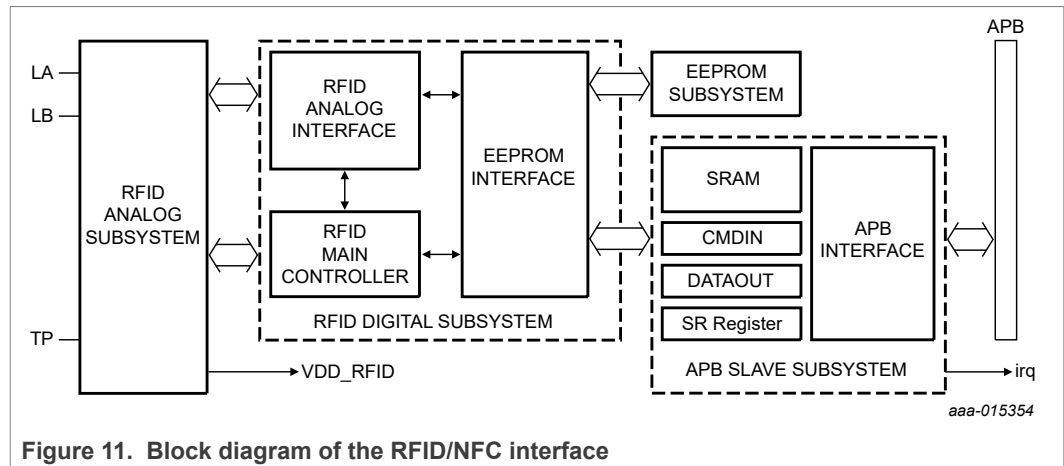 APB
LA
LB
TP
RFID
ANALOG
SUBSYSTEM
RFID
ANALOG
INTERFACE
RFID
MAIN
CONTROLLER
EEPROM
INTERFACE
RFID DIGITAL SUBSYSTEM
VDD_RFID
EEPROM
SUBSYSTEM
SRAM
CMDIN
DATAOUT
SR Register
APB
INTERFACE
APB SLAVE SUBSYSTEM
irq
aaa-015354
Figure 11. Block diagram of the RFID/NFC interface